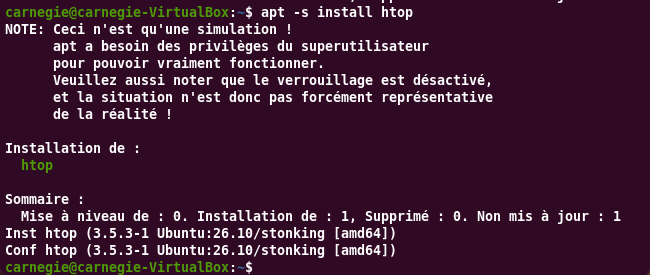 carnegie@carnegie-VirtualBox:~$ apt -s install htop
NOTE: Ceci n'est qu'une simulation !
apt a besoin des privilèges du superutilisateur
pour pouvoir vraiment fonctionner.
Veuillez aussi noter que le verrouillage est désactivé,
et la situation n'est donc pas forcément représentative
de la réalité !
Installation de :
htop
Sommaire :
Mise à niveau de : 0. Installation de : 1, Supprimé : 0. Non mis à jour : 1
Inst htop (3.5.3-1 Ubuntu:26.10/stonking [amd64])
Conf htop (3.5.3-1 Ubuntu:26.10/stonking [amd64])
carnegie@carnegie-VirtualBox:~$